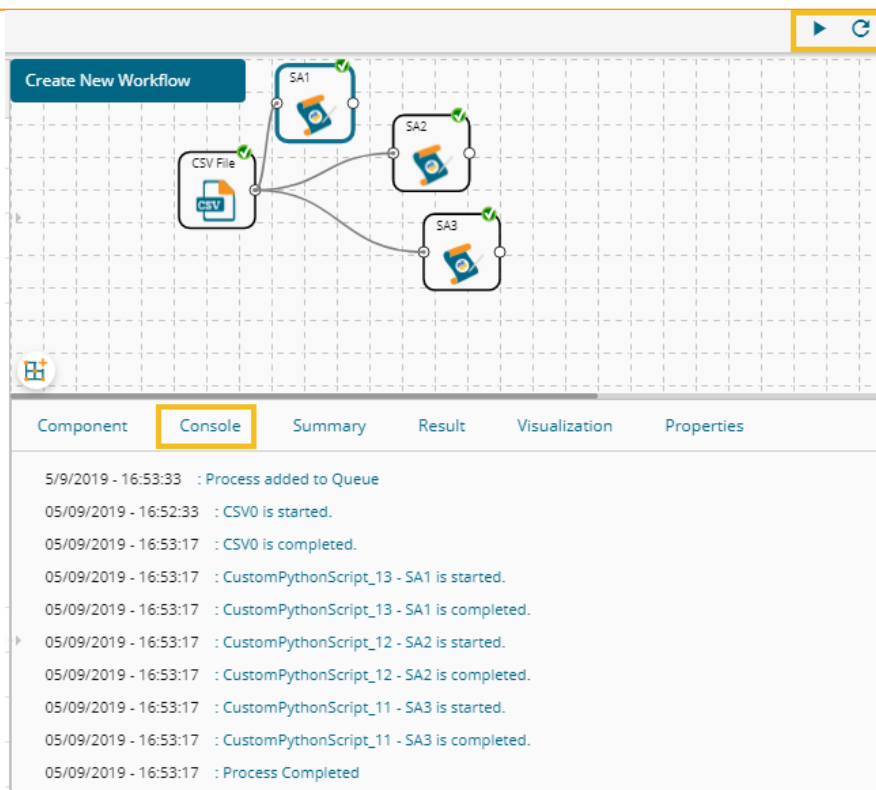 Create New Workflow
SA1
SA2
CSV File
CSV
SA3
Component Console Summary Result Visualization Properties
5/9/2019 - 16:53:33 : Process added to Queue
05/09/2019 - 16:52:33 : CSV0 is started.
05/09/2019 - 16:53:17 : CSV0 is completed.
05/09/2019 - 16:53:17 : CustomPythonScript_13 - SA1 is started.
05/09/2019 - 16:53:17 : CustomPythonScript_13 - SA1 is completed.
05/09/2019 - 16:53:17 : CustomPythonScript_12 - SA2 is started.
05/09/2019 - 16:53:17 : CustomPythonScript_12 - SA2 is completed.
05/09/2019 - 16:53:17 : CustomPythonScript_11 - SA3 is started.
05/09/2019 - 16:53:17 : CustomPythonScript_11 - SA3 is completed.
05/09/2019 - 16:53:17 : Process Completed